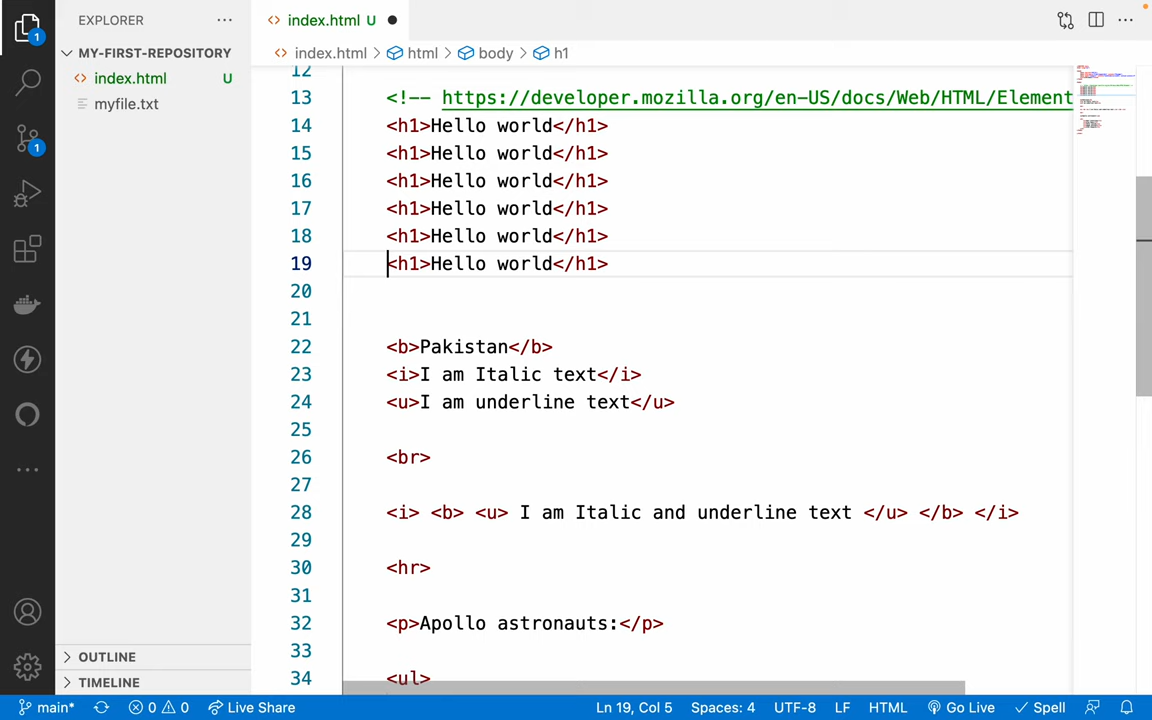 EXPLORER
index.html U
index.html > html > body > h1
MY-FIRST-REPOSITORY
index.html U
myfile.txt
12
13 <!-- https://developer.mozilla.org/en-US/docs/Web/HTML/Element
14 <h1>Hello world</h1>
15 <h1>Hello world</h1>
16 <h1>Hello world</h1>
17 <h1>Hello world</h1>
18 <h1>Hello world</h1>
19 <h1>Hello world</h1>
20
21
22 <b>Pakistan</b>
23 <i>I am Italic text</i>
24 <u>I am underline text</u>
25
26 <br>
27
28 <i> <b> <u> I am Italic and underline text </u> </b> </i>
29
30 <hr>
31
32 <p>Apollo astronauts:</p>
33
34 <ul>
1
1
OUTLINE
TIMELINE
main* 0 0 Live Share Ln 19, Col 5 Spaces: 4 UTF-8 LF HTML Go Live Spell